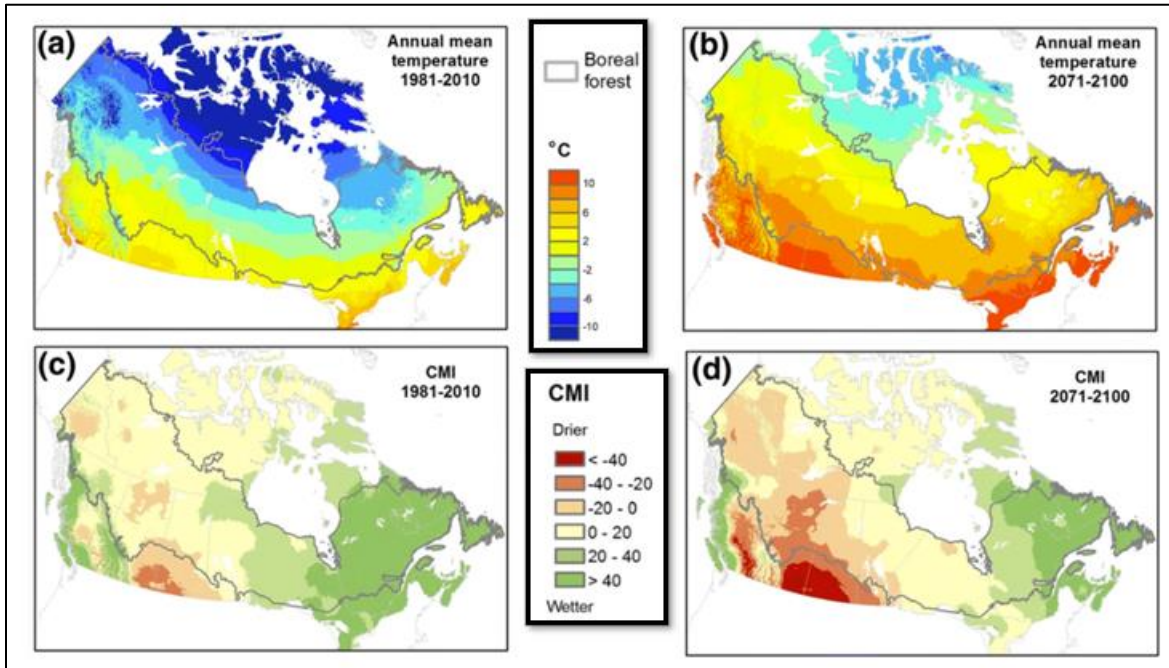 (a)
Annual mean
temperature
1981-2010
Boreal
forest
°C
10
6
2
-2
-6
-10
(b)
Annual mean
temperature
2071-2100
(c)
CMI
1981-2010
CMI
Drier
< -40
-40 - -20
-20 - 0
0 - 20
20 - 40
> 40
Wetter
(d)
CMI
2071-2100